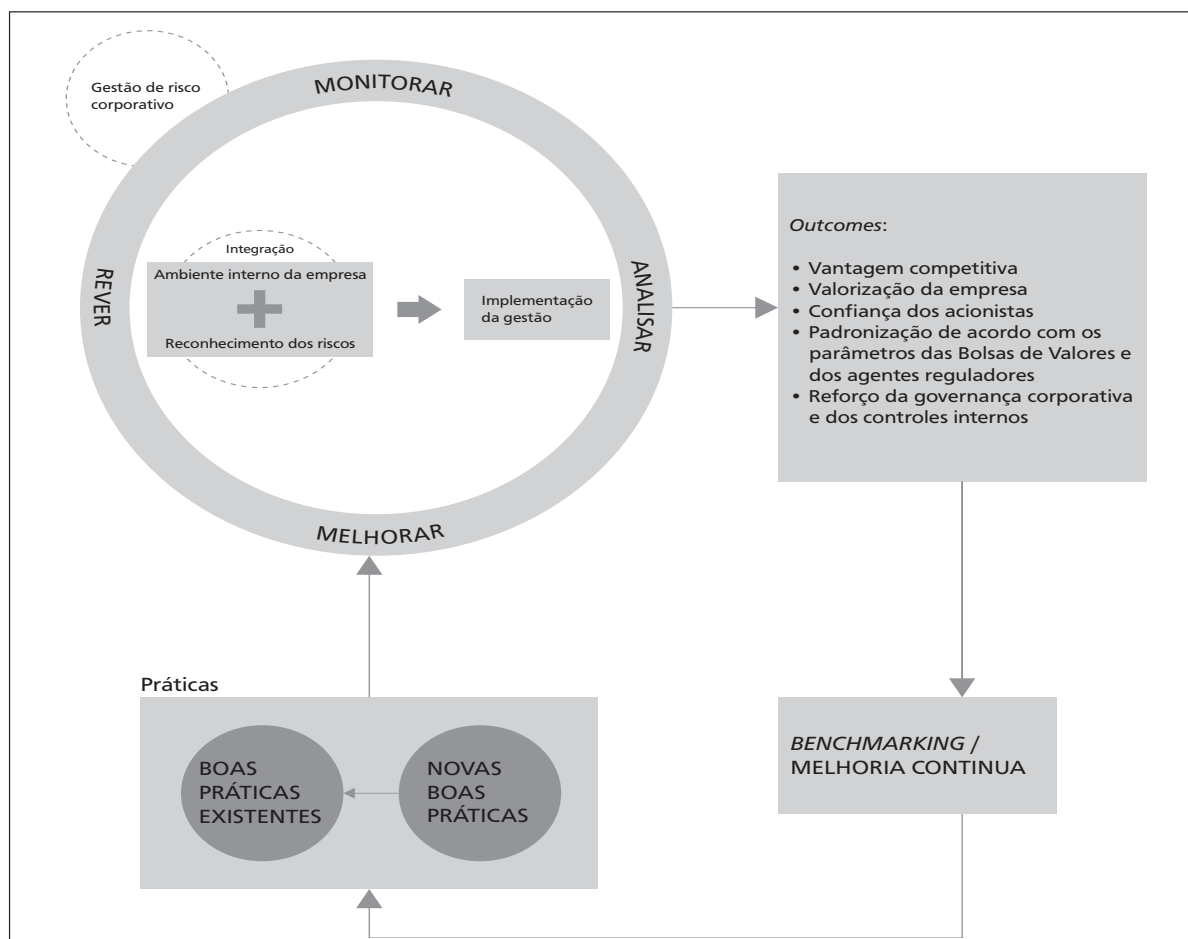 Gestão de risco
corporativo
MONITORAR
REVER
ANALISAR
MELHORAR
Integração
Ambiente interno da empresa
Reconhecimento dos riscos
Implementação
da gestão
Outcomes:
• Vantagem competitiva
• Valorização da empresa
• Confiança dos acionistas
• Padronização de acordo com os
parâmetros das Bolsas de Valores e
dos agentes reguladores
• Reforço da governança corporativa
e dos controles internos
Práticas
BOAS
PRÁTICAS
EXISTENTES
NOVAS
BOAS
PRÁTICAS
BENCHMARKING /
MELHORIA CONTINUA